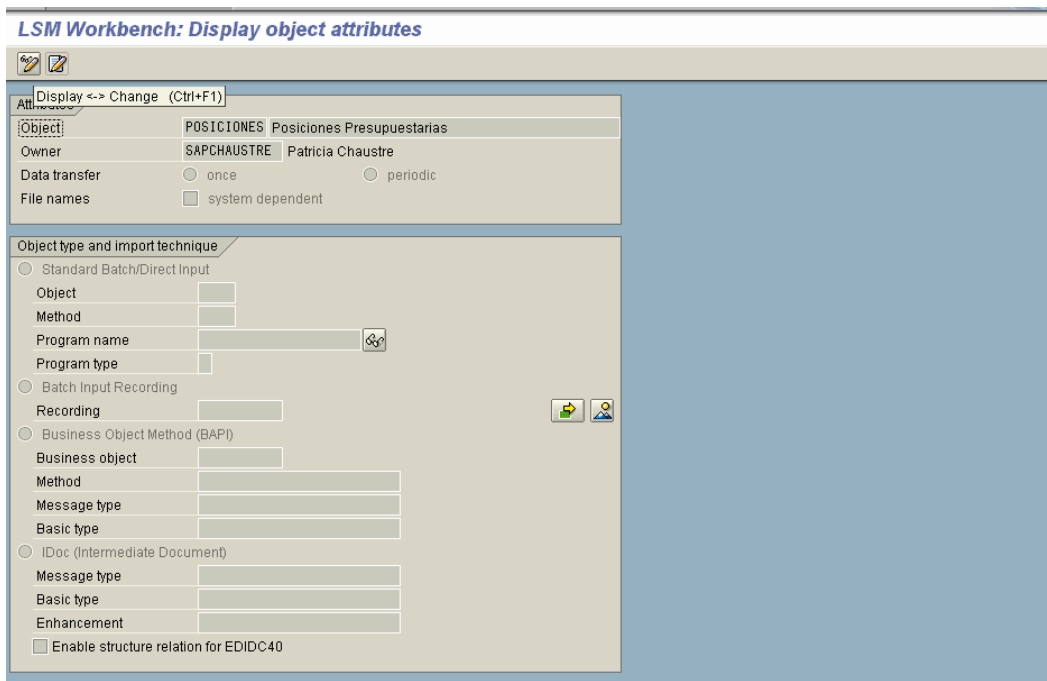 LSM Workbench: Display object attributes
Display <-> Change (Ctrl+F1)
Attributes
Object POSICIONES Posiciones Presupuestarias
Owner SAPCHAUSTRE Patricia Chaustre
Data transfer once periodic
File names system dependent
Object type and import technique
Standard Batch/Direct Input
Object
Method
Program name
Program type
Batch Input Recording
Recording
Business Object Method (BAPI)
Business object
Method
Message type
Basic type
IDoc (Intermediate Document)
Message type
Basic type
Enhancement
Enable structure relation for EDIDC40